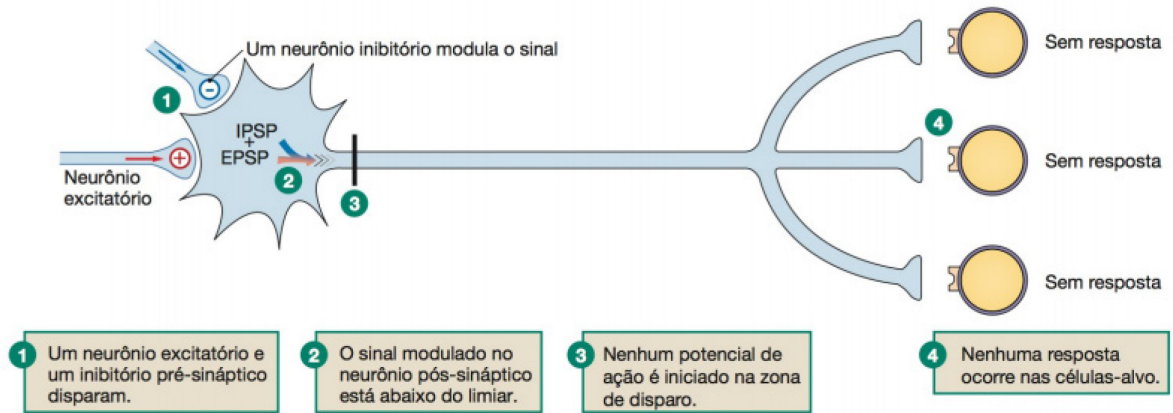 Um neurônio inibitório modula o sinal
1
−
IPSP
+
EPSP
2
+
Neurônio
excitatório
3
4
Sem resposta
Sem resposta
Sem resposta
1 Um neurônio excitatório e
um inibitório pré-sináptico
disparam.
2 O sinal modulado no
neurônio pós-sináptico
está abaixo do limiar.
3 Nenhum potencial de
ação é iniciado na zona
de disparo.
4 Nenhuma resposta
ocorre nas células-alvo.